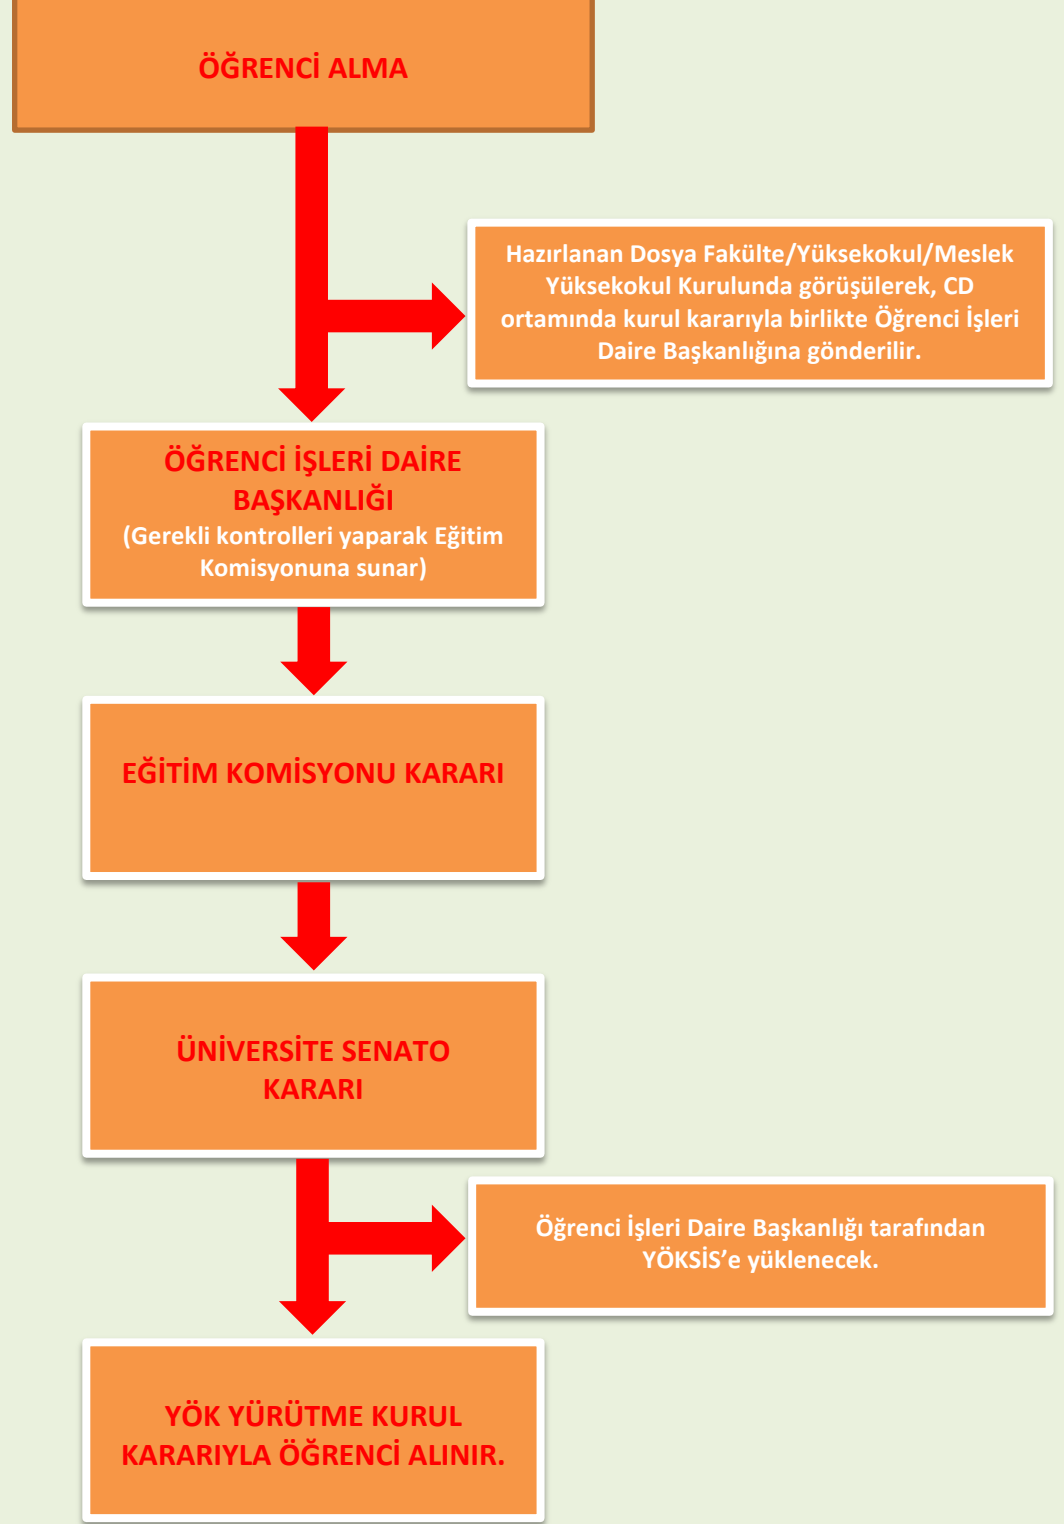 ÖĞRENCİ ALMA
Hazırlanan Dosya Fakülte/Yüksekokul/Meslek
Yüksekokul Kurulunda görüşülerek, CD
ortamında kurul kararıyla birlikte Öğrenci İşleri
Daire Başkanlığına gönderilir.
ÖĞRENCİ İŞLERİ DAİRE
BAŞKANLIĞI
(Gerekli kontrolleri yaparak Eğitim
Komisyonuna sunar)
EĞİTİM KOMİSYONU KARARI
ÜNİVERSİTE SENATO
KARARI
Öğrenci İşleri Daire Başkanlığı tarafından
YÖKSİS’e yüklenecek.
YÖK YÜRÜTME KURUL
KARARIYLA ÖĞRENCİ ALINIR.